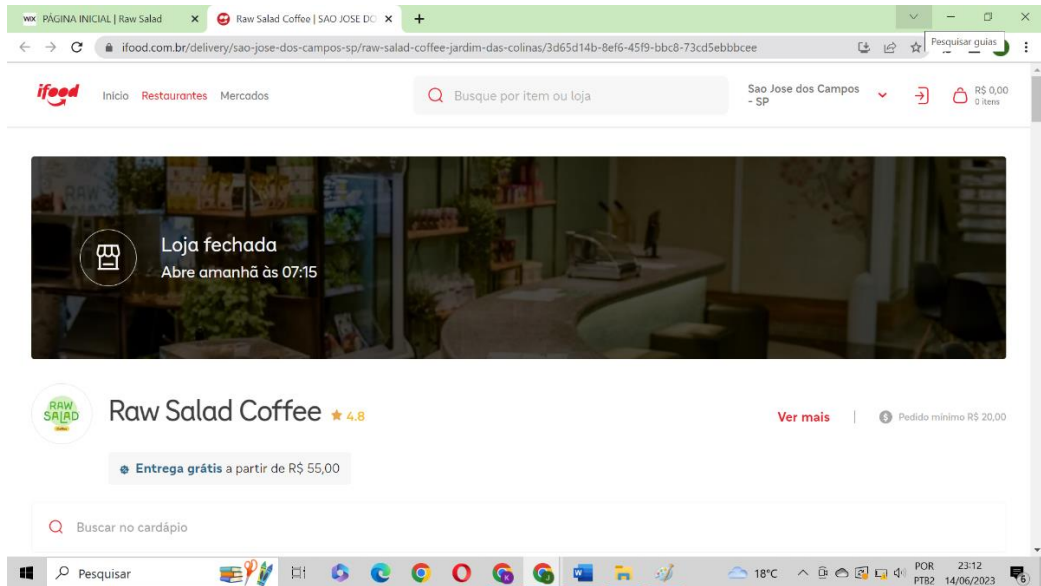 WIX PÁGINA INICIAL | Raw Salad
Raw Salad Coffee | SAO JOSE DO
ifood.com.br/delivery/sao-jose-dos-campos-sp/raw-salad-coffee-jardim-das-colinas/3d65d14b-8ef6-45f9-bbc8-73cd5ebbbcee
Pesquisar guias
ifood
Início Restaurantes Mercados
Busque por item ou loja
Sao Jose dos Campos
- SP
R$ 0,00
0 itens
RAW
Loja fechada
Abre amanhã às 07:15
RAW
SALAD
Raw Salad Coffee 4.8
Ver mais
Pedido mínimo R$ 20,00
Entrega grátis a partir de R$ 55,00
Buscar no cardápio
Pesquisar
18°C
POR
PTB2
23:12
14/06/2023
6